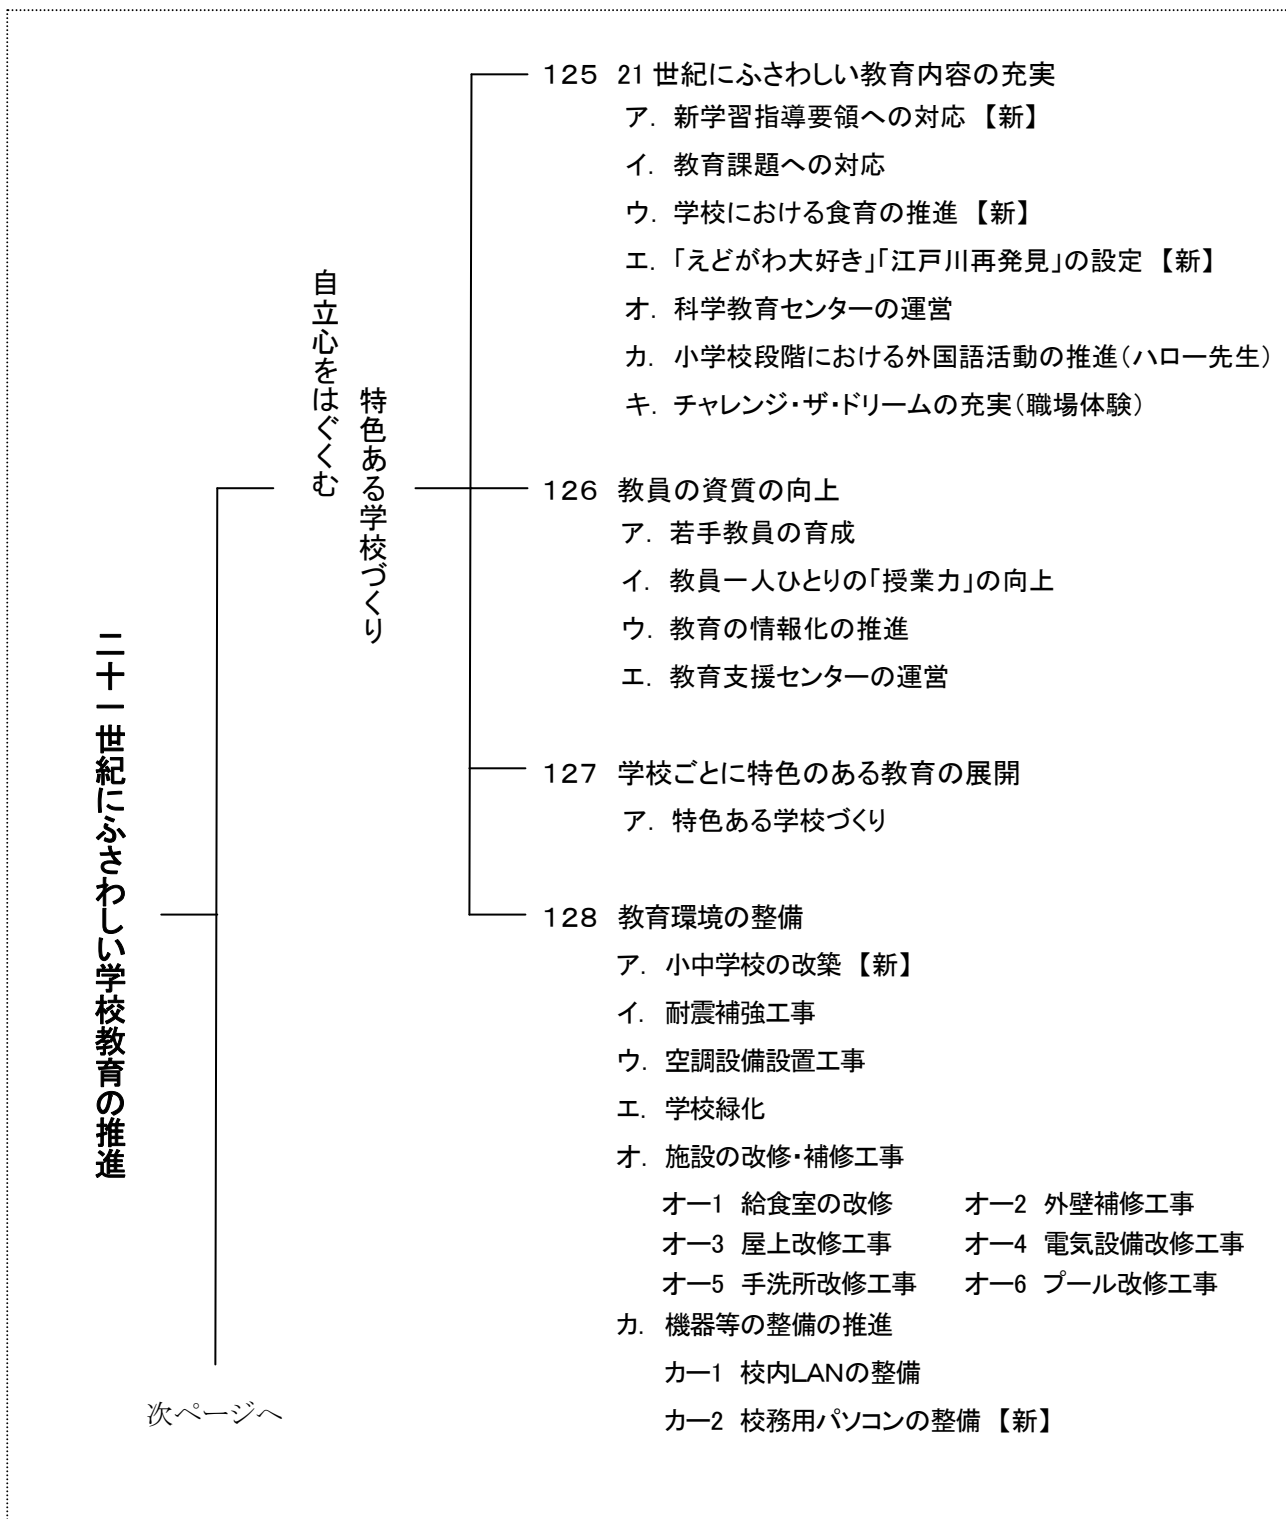 二十一世紀にふさわしい学校教育の推進
自立心をはぐくむ
特色ある学校づくり
125 21世紀にふさわしい教育内容の充実
ア. 新学習指導要領への対応 【新】
イ. 教育課題への対応
ウ. 学校における食育の推進 【新】
エ. 「えどがわ大好き」「江戸川再発見」の設定 【新】
オ. 科学教育センターの運営
カ. 小学校段階における外国語活動の推進(ハロー先生)
キ. チャレンジ・ザ・ドリームの充実(職場体験)
126 教員の資質の向上
ア. 若手教員の育成
イ. 教員一人ひとりの「授業力」の向上
ウ. 教育の情報化の推進
エ. 教育支援センターの運営
127 学校ごとに特色のある教育の展開
ア. 特色ある学校づくり
128 教育環境の整備
ア. 小中学校の改築 【新】
イ. 耐震補強工事
ウ. 空調設備設置工事
エ. 学校緑化
オ. 施設の改修・補修工事
オー1 給食室の改修 オー2 外壁補修工事
オー3 屋上改修工事 オー4 電気設備改修工事
オー5 手洗所改修工事 オー6 プール改修工事
カ. 機器等の整備の推進
カー1 校内LANの整備
カー2 校務用パソコンの整備 【新】
次ページへ